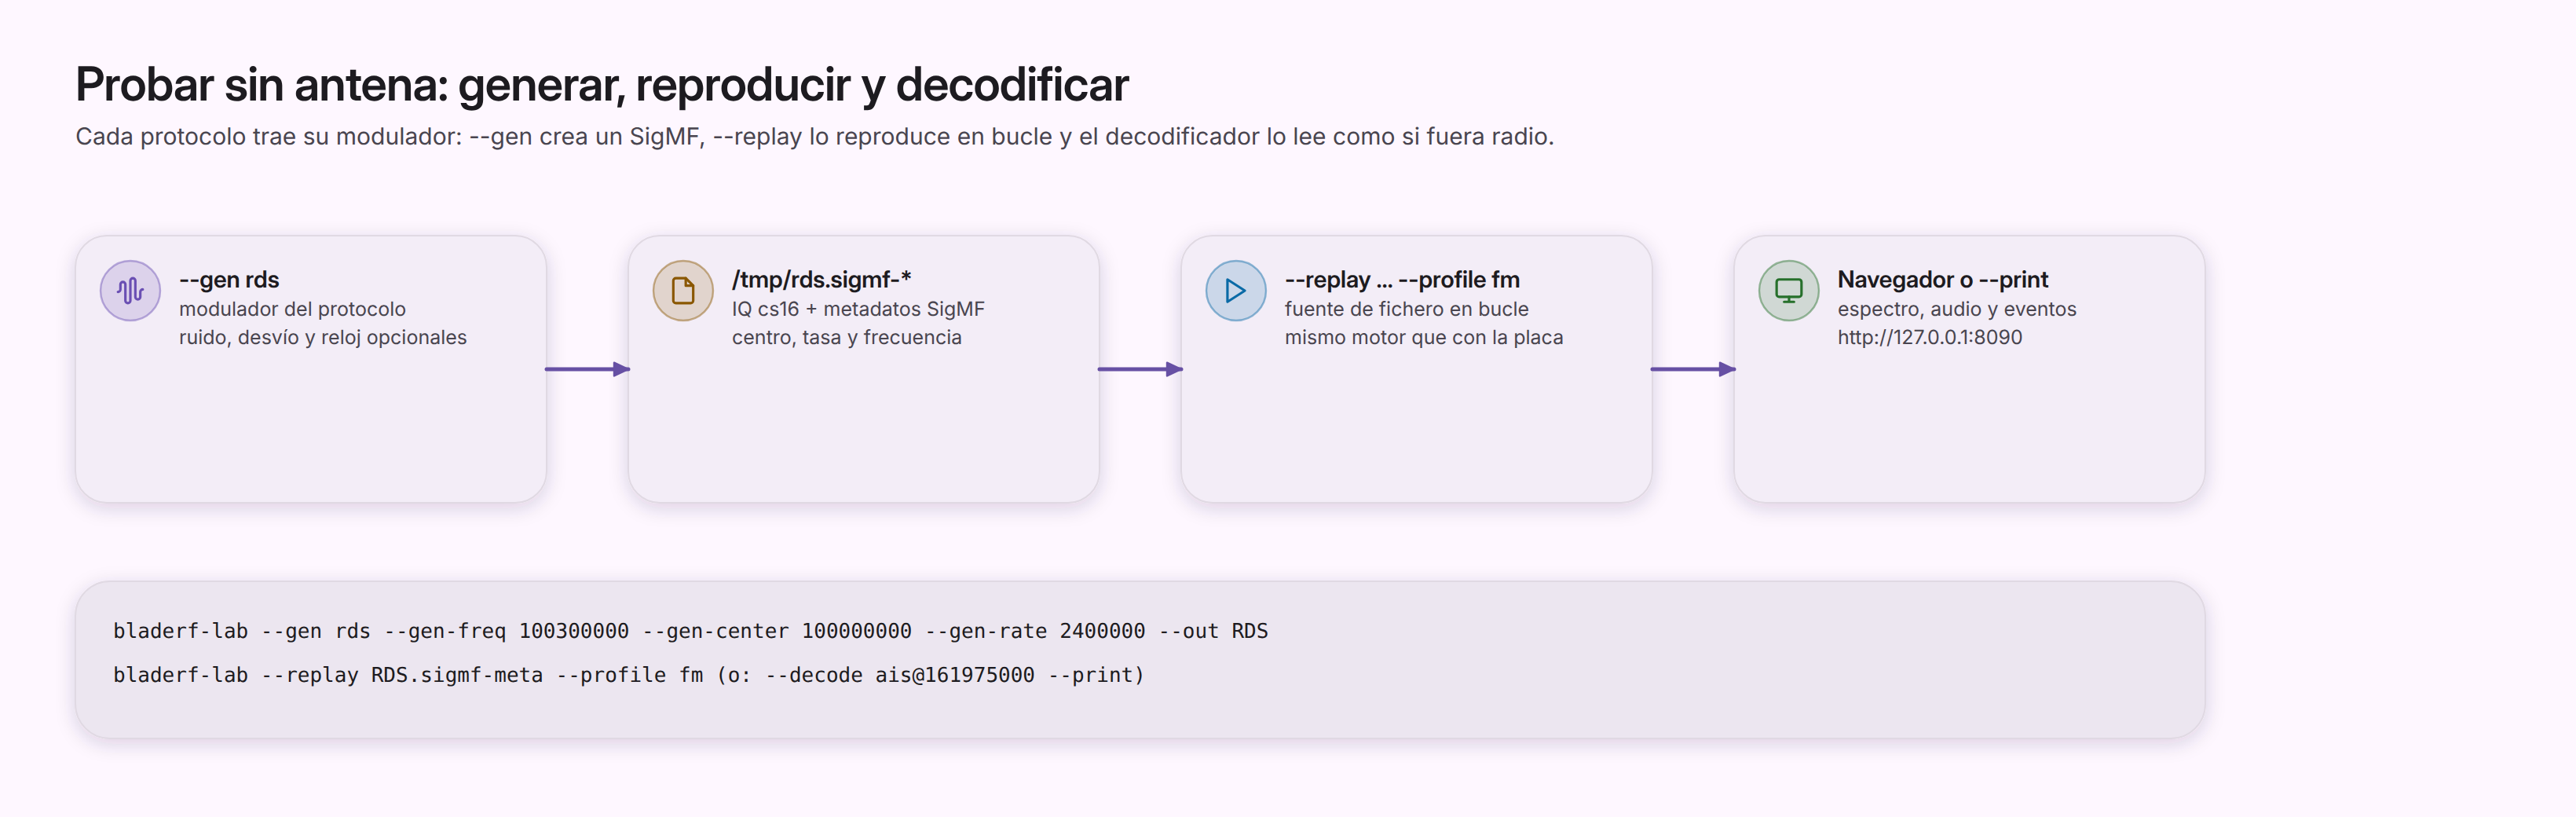 Probar sin antena: generar, reproducir y decodificar
Cada protocolo trae su modulador: --gen crea un SigMF, --replay lo reproduce en bucle y el decodificador lo lee como si fuera radio.
--gen rds
modulador del protocolo
ruido, desvío y reloj opcionales
/tmp/rds.sigmf-*
IQ cs16 + metadatos SigMF
centro, tasa y frecuencia
--replay ... --profile fm
fuente de fichero en bucle
mismo motor que con la placa
Navegador o --print
espectro, audio y eventos
http://127.0.0.1:8090
bladerf-lab --gen rds --gen-freq 100300000 --gen-center 100000000 --gen-rate 2400000 --out RDS
bladerf-lab --replay RDS.sigmf-meta --profile fm (o: --decode ais@161975000 --print)